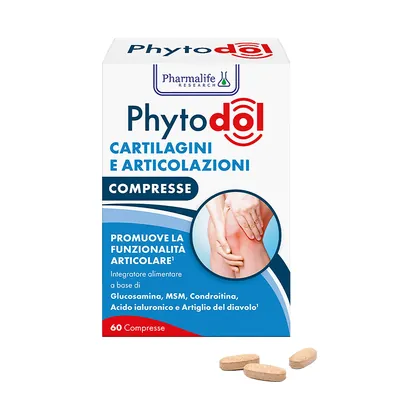 Pharmalife
RESEARCH
Phytodol
CARTILAGINI
E ARTICOLAZIONI
COMPRESSE
PROMUOVE LA
FUNZIONALITÀ
ARTICOLARE¹
Integratore alimentare
a base di
Glucosamina, MSM, Condroitina,
Acido ialuronico e Artiglio del diavolo¹
60 Compresse